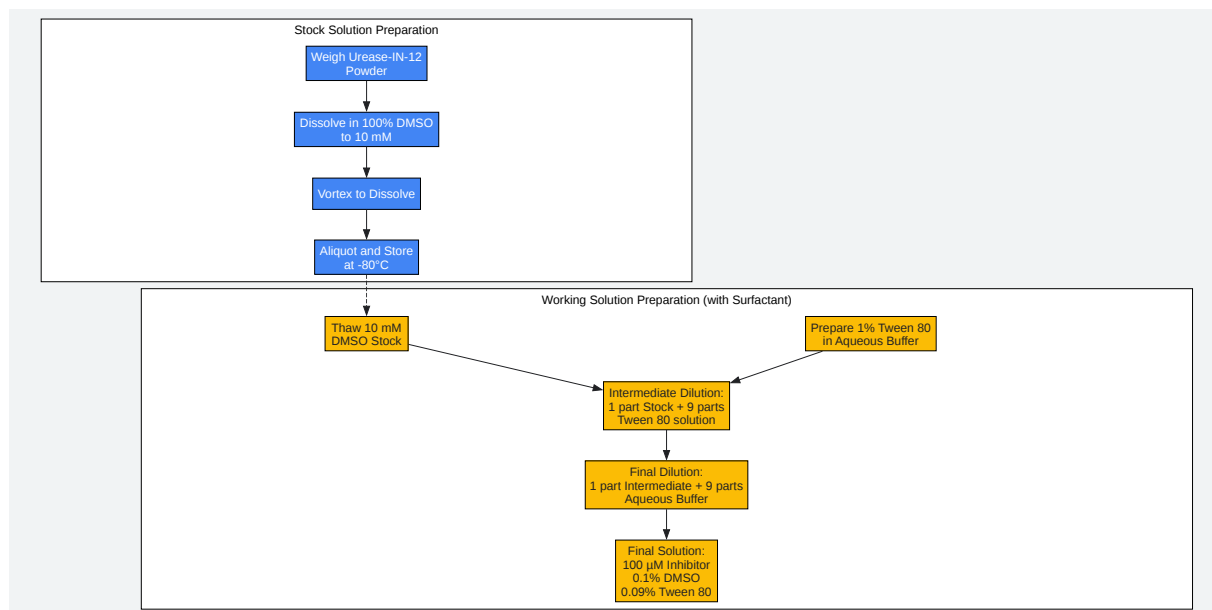 Stock Solution Preparation
Weigh Urease-IN-12
Powder
Dissolve in 100% DMSO
to 10 mM
Vortex to Dissolve
Aliquot and Store
at -80°C
Working Solution Preparation (with Surfactant)
Thaw 10 mM
DMSO Stock
Prepare 1% Tween 80
in Aqueous Buffer
Intermediate Dilution:
1 part Stock + 9 parts
Tween 80 solution
Final Dilution:
1 part Intermediate + 9 parts
Aqueous Buffer
Final Solution:
100 µM Inhibitor
0.1% DMSO
0.09% Tween 80